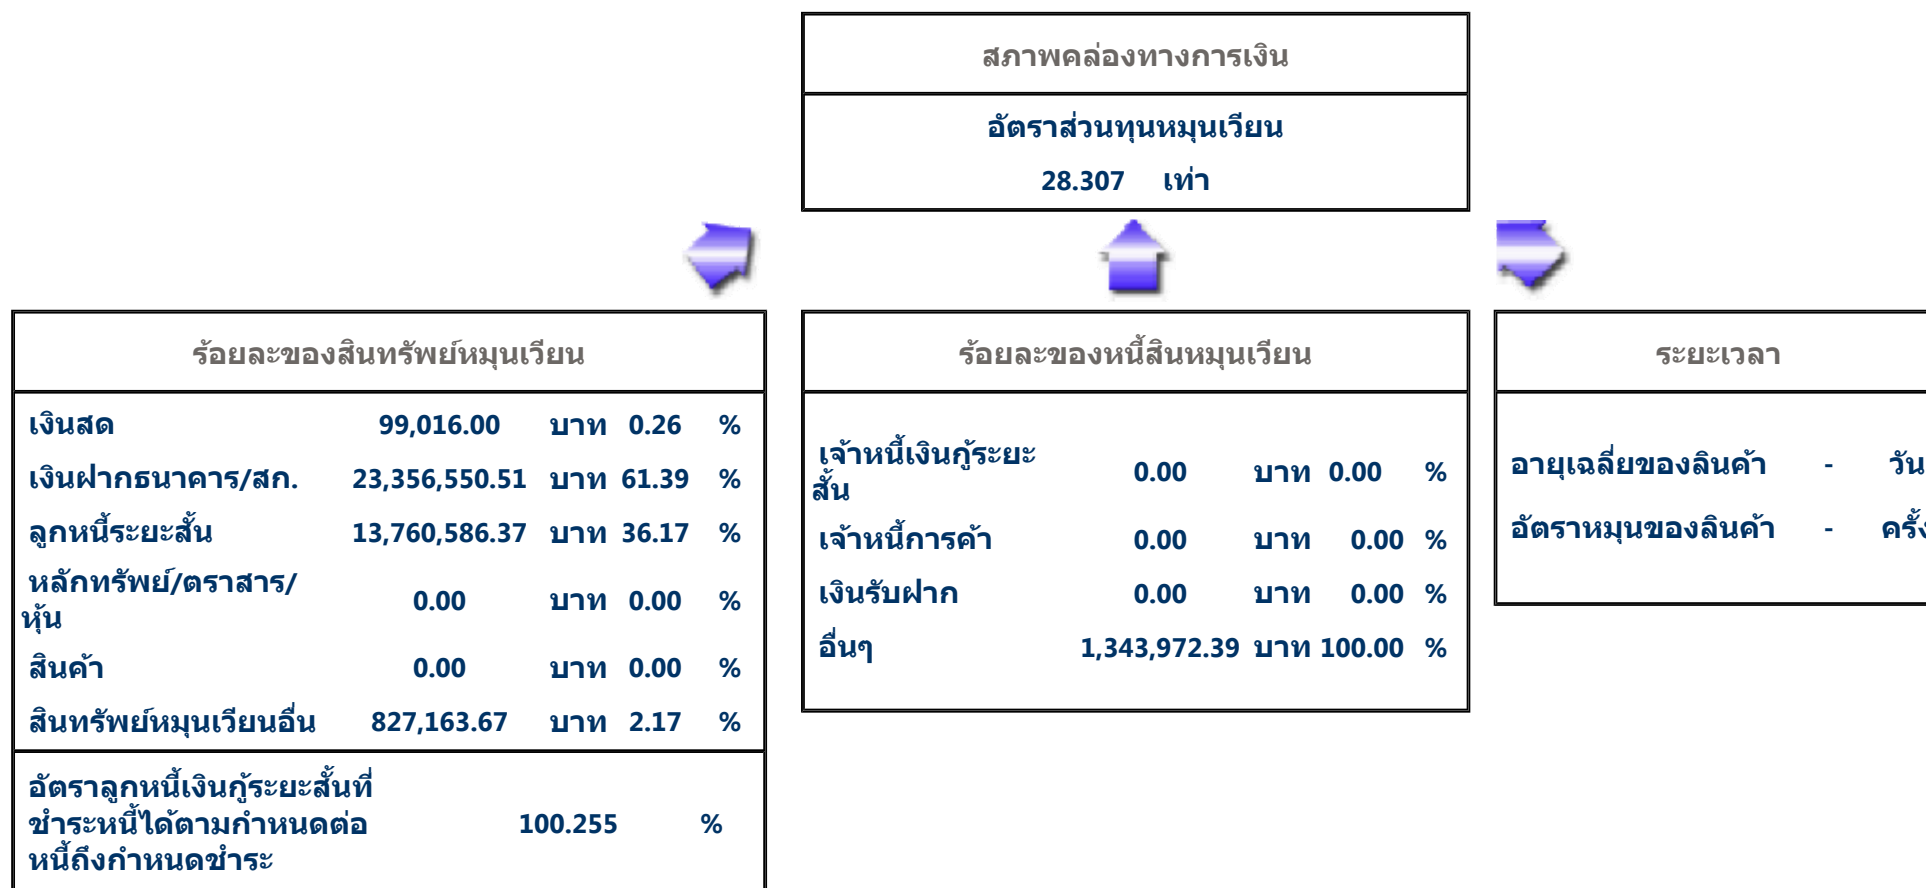 สภาพคล่องทางการเงิน
อัตราส่วนทุนหมุนเวียน
28.307 เท่า
ร้อยละของสินทรัพย์หมุนเวียน
เงินสด 99,016.00 บาท 0.26 %
เงินฝากธนาคาร/สก. 23,356,550.51 บาท 61.39 %
ลูกหนี้ระยะสั้น 13,760,586.37 บาท 36.17 %
หลักทรัพย์/ตราสาร/
หุ้น 0.00 บาท 0.00 %
สินค้า 0.00 บาท 0.00 %
สินทรัพย์หมุนเวียนอื่น 827,163.67 บาท 2.17 %
อัตราลูกหนี้เงินกู้ระยะสั้นที่
ชำระหนี้ได้ตามกำหนดต่อ 100.255 %
หนี้ถึงกำหนดชำระ
ร้อยละของหนี้สินหมุนเวียน
เจ้าหนี้เงินกู้ระยะ
สั้น 0.00 บาท 0.00 %
เจ้าหนี้การค้า 0.00 บาท 0.00 %
เงินรับฝาก 0.00 บาท 0.00 %
อื่นๆ 1,343,972.39 บาท 100.00 %
ระยะเวลา
อายุเฉลี่ยของลินค้า - วัน
อัตราหมุนของลินค้า - ครั้ง